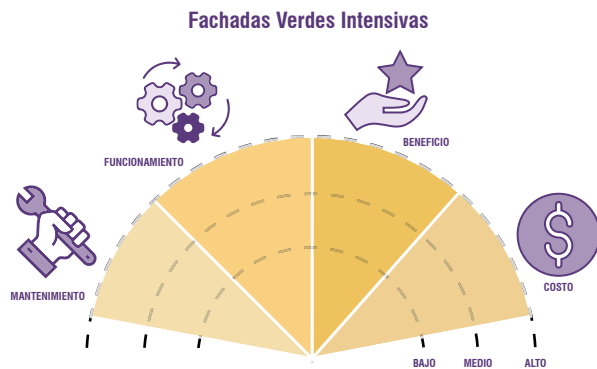 Fachadas Verdes Intensivas
BENEFICIO
FUNCIONAMIENTO
MANTENIMIENTO
$
COSTO
BAJO MEDIO ALTO